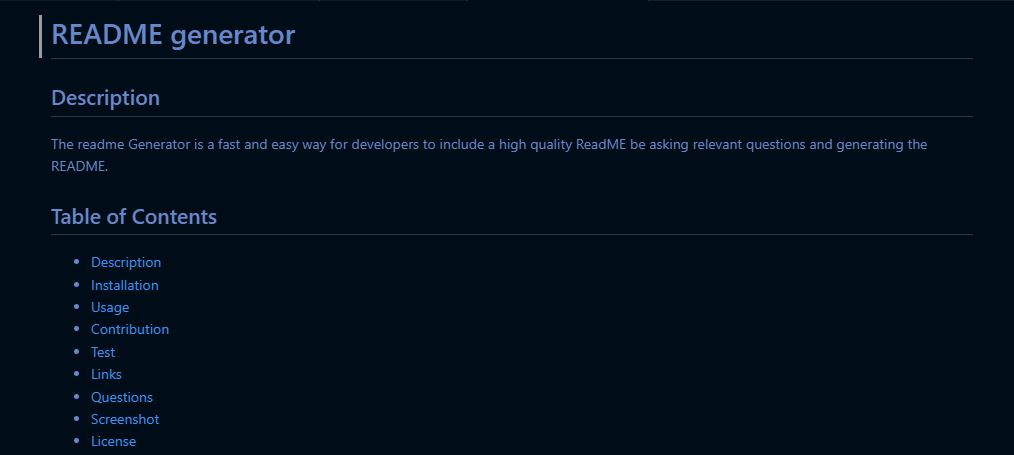 README generator
Description
The readme Generator is a fast and easy way for developers to include a high quality ReadME be asking relevant questions and generating the
README.
Table of Contents
Description
Installation
Usage
Contribution
Test
Links
Questions
Screenshot
License